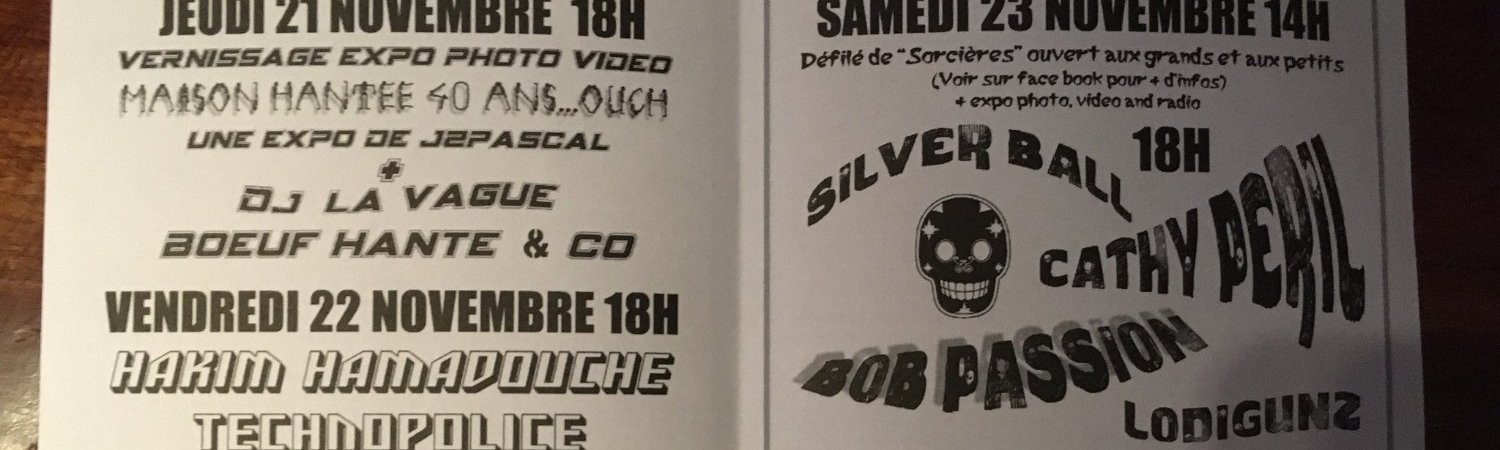 JEUDI 21 NOVEMBRE 18H
VERNISSAGE EXPO PHOTO VIDEO
MAISON HANTEE 40 ANS...OUCH
UNE EXPO DE J2PASCAL
+
DJ LA VAGUE
BOEUF HANTE & CO
VENDREDI 22 NOVEMBRE 18H
HAKIM HAMADOUCHE
TECHNOPOLICE
SAMEDI 23 NOVEMBRE 14H
Défilé de "Sorcières" ouvert aux grands et aux petits
(Voir sur face book pour + d'infos)
+ expo photo, video and radio
SILVER BALL
18H
CATHY PERIL
BOB PASSION
LODIGUNZ